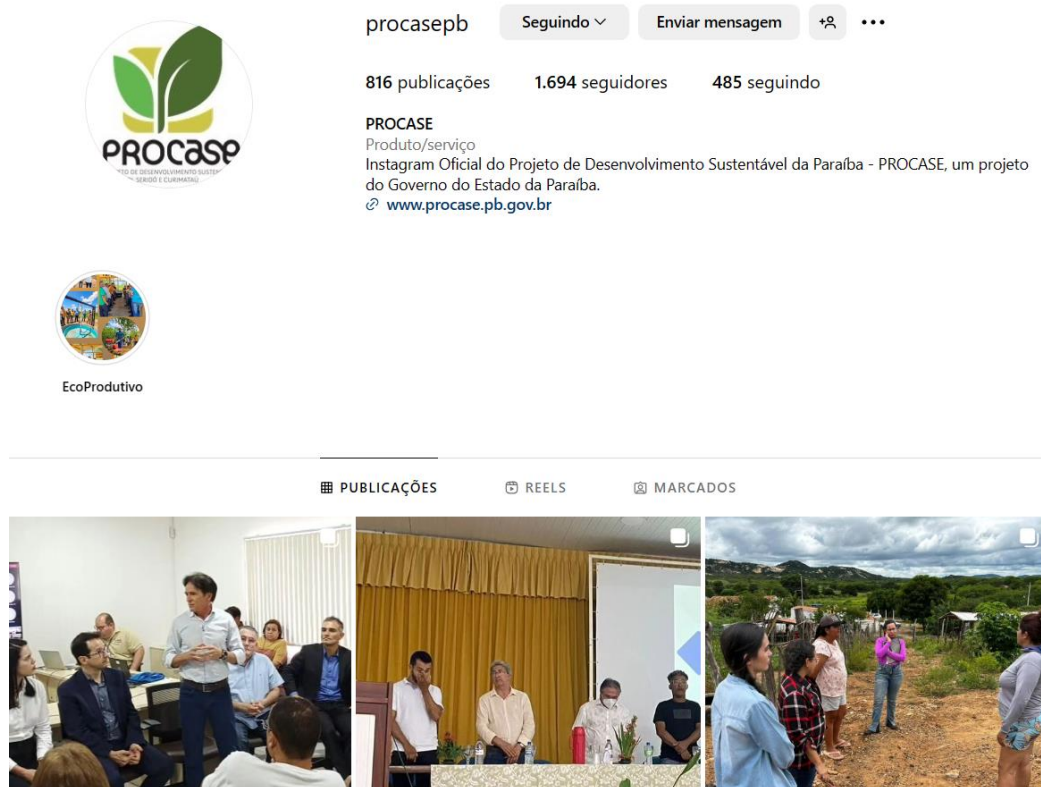 procasepb
Seguindo
Enviar mensagem
816 publicações
1.694 seguidores
485 seguindo
PROCASE
PROCASE
Produto/serviço
Instagram Oficial do Projeto de Desenvolvimento Sustentável da Paraíba - PROCASE, um projeto
do Governo do Estado da Paraíba.
www.procase.pb.gov.br
EcoProdutivo
PUBLICAÇÕES
REELS
MARCADOS